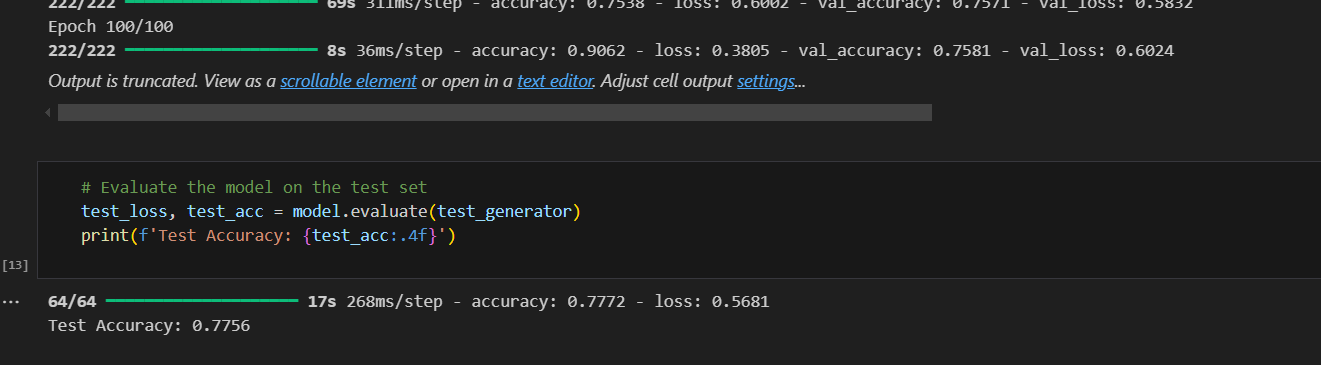 222/222 69s 311ms/step - accuracy: 0.7538 - loss: 0.6002 - val_accuracy: 0.7571 - val_loss: 0.5832
Epoch 100/100
222/222 8s 36ms/step - accuracy: 0.9062 - loss: 0.3805 - val_accuracy: 0.7581 - val_loss: 0.6024
Output is truncated. View as a scrollable element or open in a text editor. Adjust cell output settings...
# Evaluate the model on the test set
test_loss, test_acc = model.evaluate(test_generator)
print(f'Test Accuracy: {test_acc:.4f}')
[13]
... 64/64 17s 268ms/step - accuracy: 0.7772 - loss: 0.5681
Test Accuracy: 0.7756